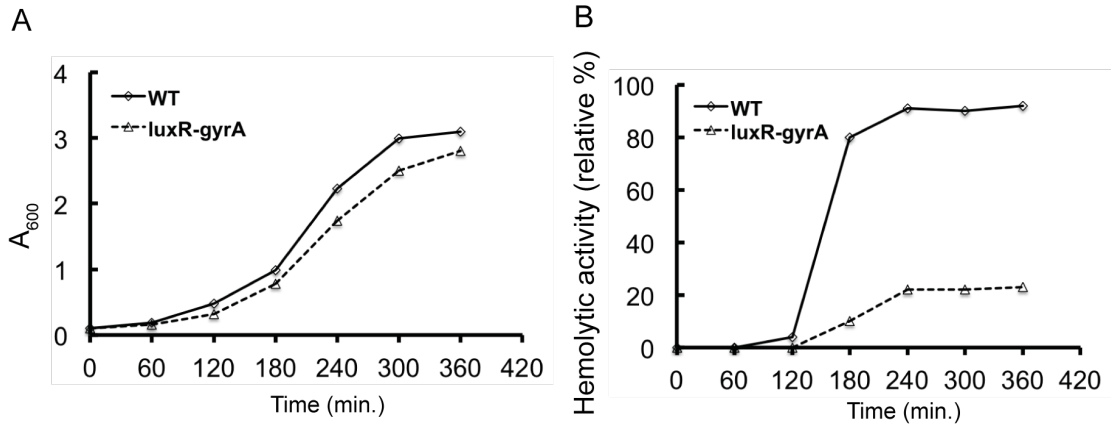 A
B
A600
4
3
2
1
0
WT
luxR-gyrA
0 60 120 180 240 300 360 420
Time (min.)
Hemolytic activity (relative %)
100
80
60
40
20
0
WT
luxR-gyrA
0 60 120 180 240 300 360 420
Time (min.)